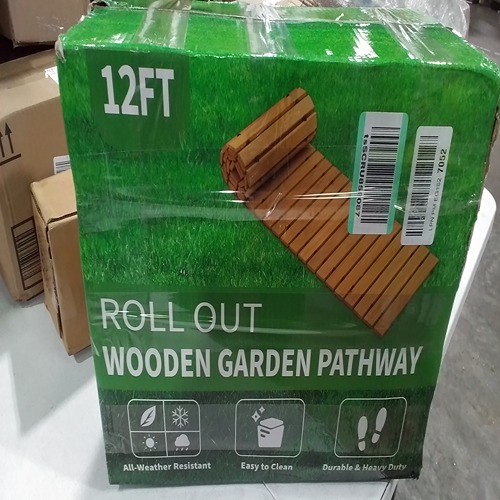 12FT
7052
ROLL OUT
WOODEN GARDEN PATHWAY
All-Weather Resistant
Easy to Clean
Durable & Heavy Duty